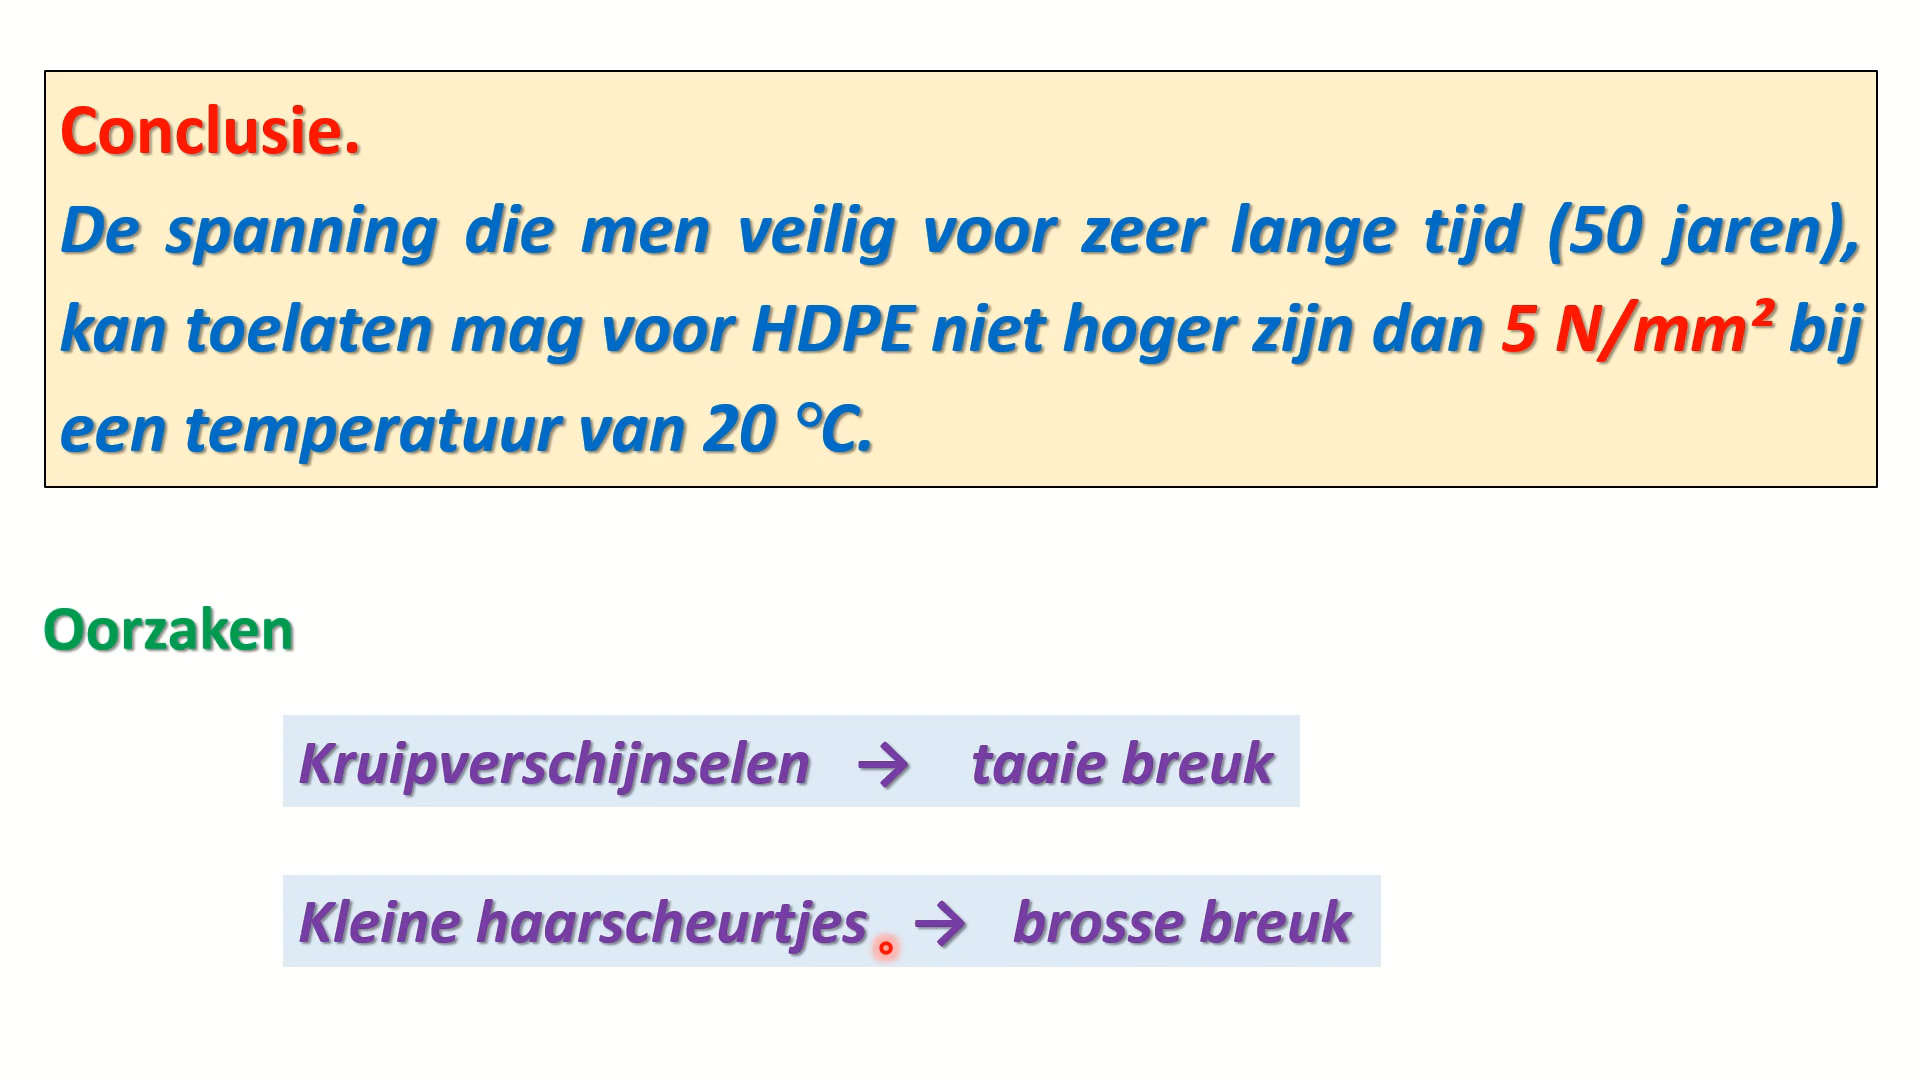 Conclusie.
De spanning die men veilig voor zeer lange tijd (50 jaren),
kan toelaten mag voor HDPE niet hoger zijn dan 5 N/mm² bij
een temperatuur van 20 °C.
Oorzaken
Kruipverschijnselen → taaie breuk
Kleine haarscheurtjes → brosse breuk